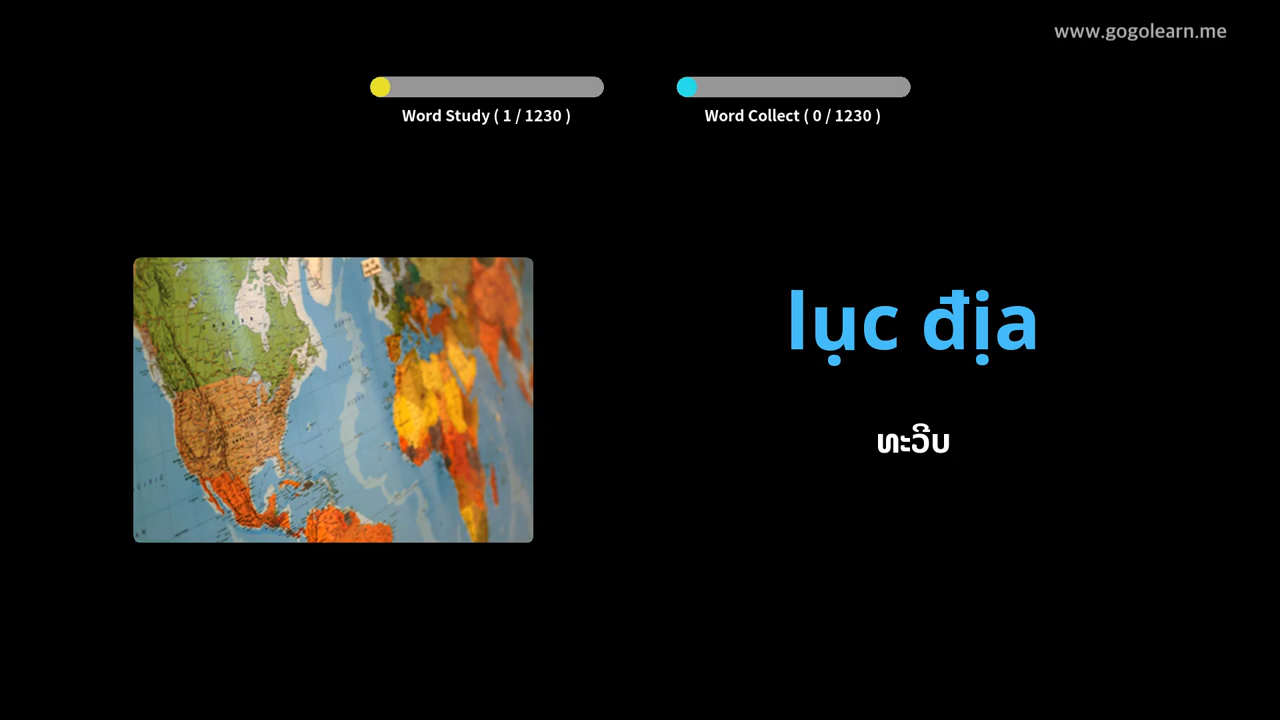 www.gogolearn.me
Word Study ( 1 / 1230 )
Word Collect ( 0 / 1230 )
lục địa
ທະວີບ